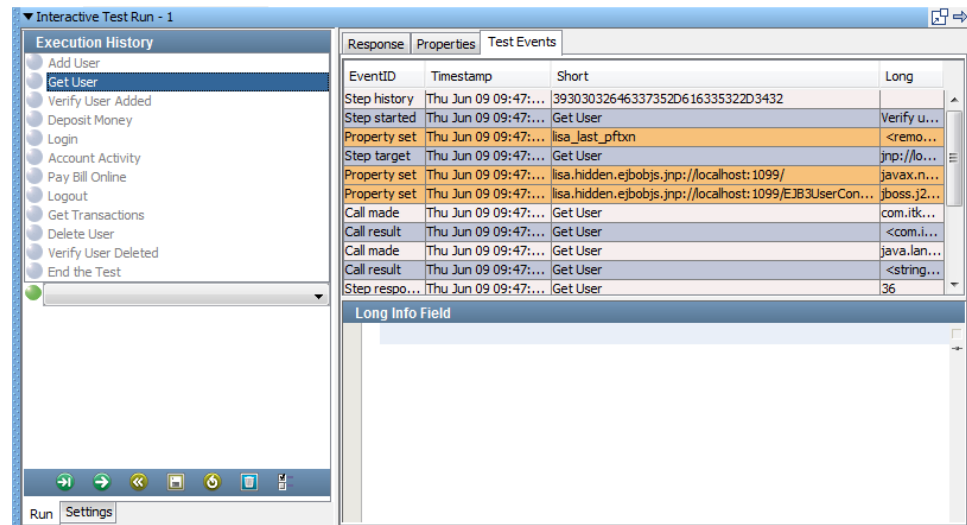 Interactive Test Run - 1
Execution History
Add User
Get User
Verify User Added
Deposit Money
Login
Account Activity
Pay Bill Online
Logout
Get Transactions
Delete User
Verify User Deleted
End the Test
Run Settings
Response Properties Test Events
EventID Timestamp Short Long
Step history Thu Jun 09 09:47:... 39303032646337352D616335322D3432
Step started Thu Jun 09 09:47:... Get User Verify u...
Property set Thu Jun 09 09:47:... lisa_last_pftxn <remo...
Step target Thu Jun 09 09:47:... Get User jnp://lo...
Property set Thu Jun 09 09:47:... lisa.hidden.ejbobjs.jnp://localhost:1099/ javax.n...
Property set Thu Jun 09 09:47:... lisa.hidden.ejbobjs.jnp://localhost:1099/EJB3UserCon... jboss.j2...
Call made Thu Jun 09 09:47:... Get User com.itk...
Call result Thu Jun 09 09:47:... Get User <com.i...
Call made Thu Jun 09 09:47:... Get User java.lan...
Call result Thu Jun 09 09:47:... Get User <string...
Step respo... Thu Jun 09 09:47:... Get User 36
Long Info Field